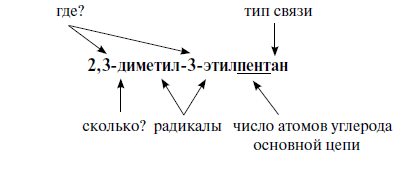 где? тип связи
2,3-диметил-3-этилпентан
сколько? радикалы число атомов углерода
основной цепи